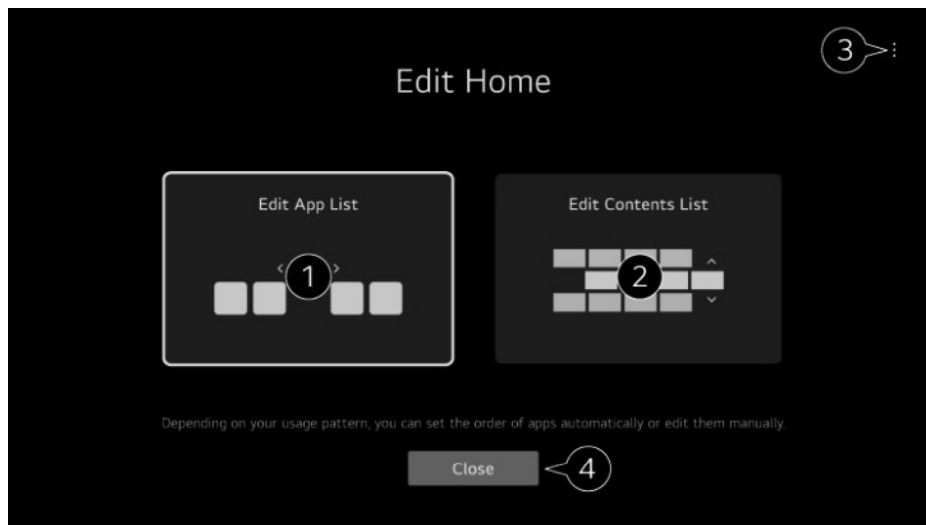 3
Edit Home
Edit App List
Edit Contents List
1
2
Depending on your usage pattern, you can set the order of apps automatically or edit them manually.
Close
4